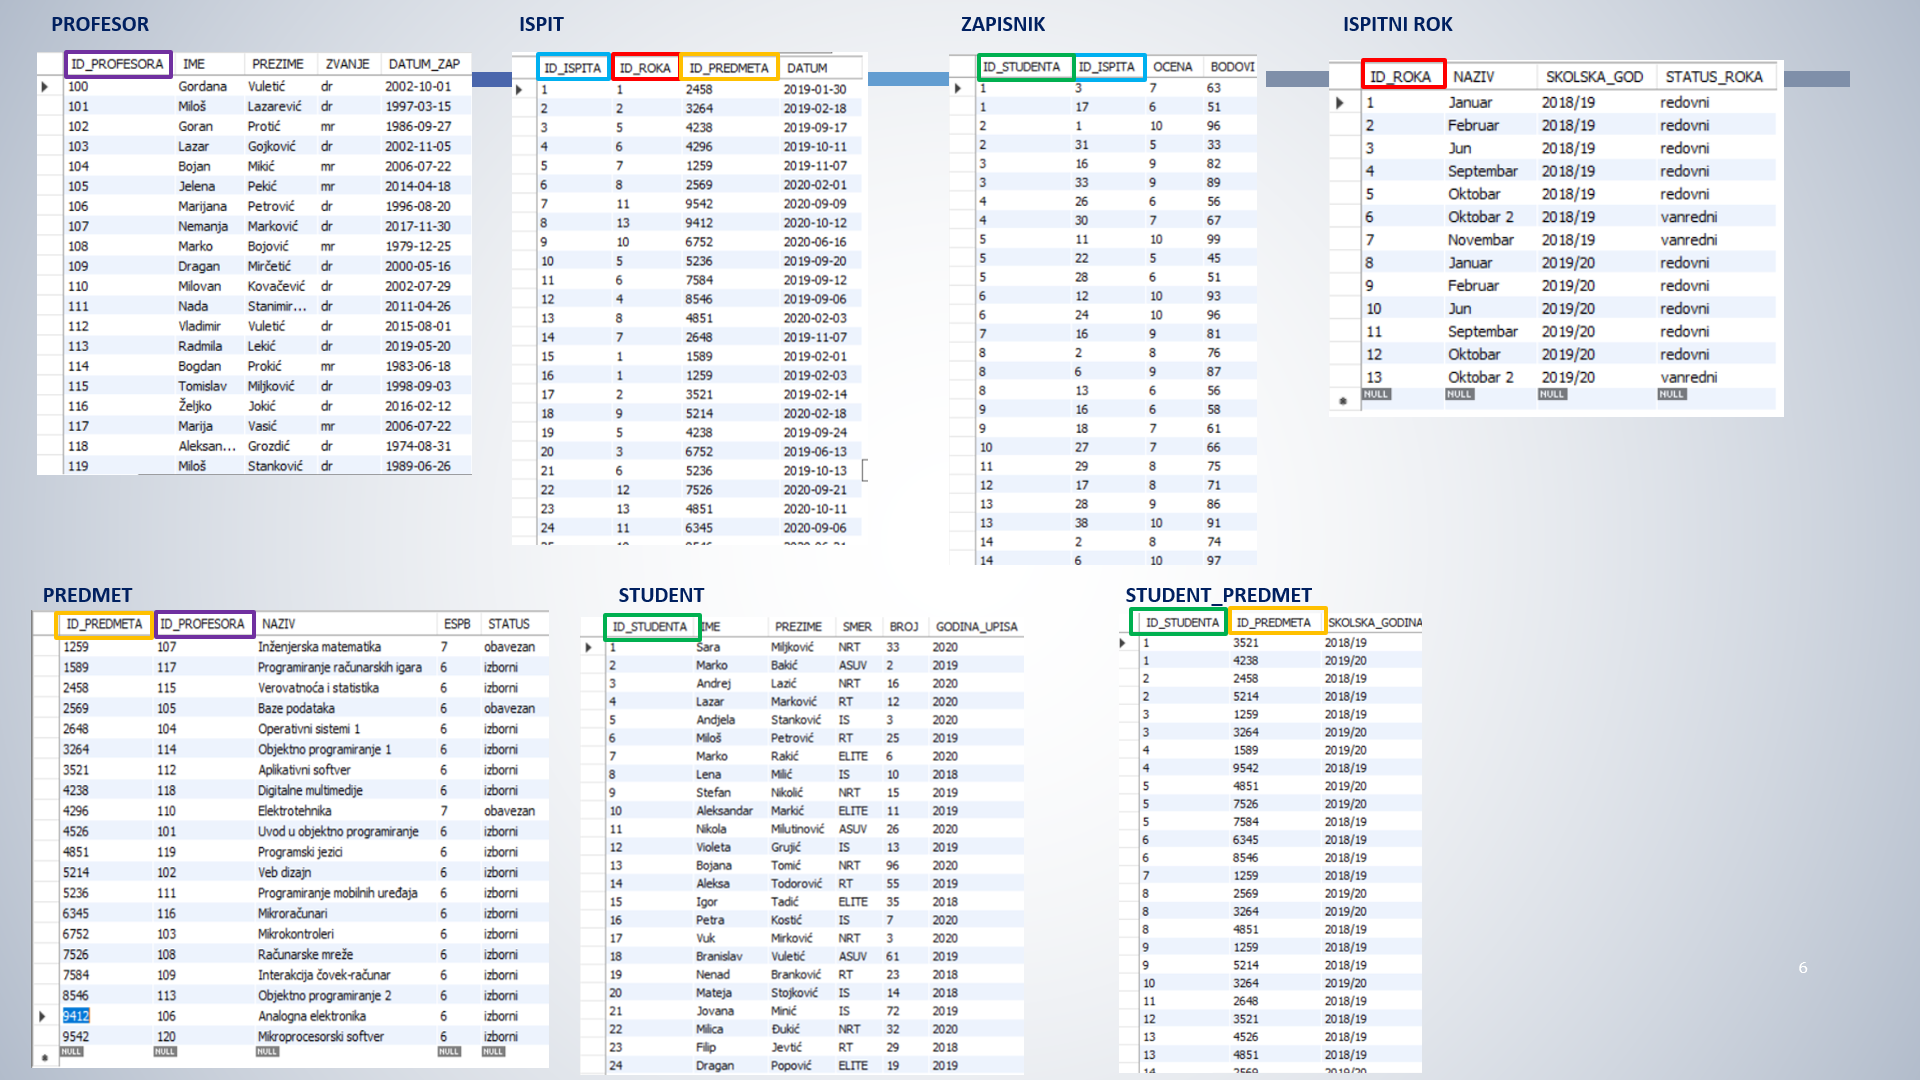 PROFESOR
ID_PROFESORA IME PREZIME ZVANJE DATUM_ZAP
100 Gordana Vuletić dr 2002-10-01
101 Miloš Lazarević dr 1997-03-15
102 Goran Protić mr 1986-09-27
103 Lazar Gojković dr 2002-11-05
104 Bojan Mikić mr 2006-07-22
105 Jelena Pekić mr 2014-04-18
106 Marijana Petrović dr 1996-08-20
107 Nemanja Marković dr 2017-11-30
108 Marko Bojović mr 1979-12-25
109 Dragan Mirčetić dr 2000-05-16
110 Milovan Kovačević dr 2002-07-29
111 Nada Stanimir... dr 2011-04-26
112 Vladimir Vuletić dr 2015-08-01
113 Radmila Lekić dr 2019-05-20
114 Bogdan Prokić mr 1983-06-18
115 Tomislav Miljković dr 1998-09-03
116 Željko Jokić dr 2016-02-12
117 Marija Vasić mr 2006-07-22
118 Aleksan... Grozdić dr 1974-08-31
119 Miloš Stanković dr 1989-06-26
ISPIT
ID_ISPITA ID_ROKA ID_PREDMETA DATUM
1 1 2458 2019-01-30
2 2 3264 2019-02-18
3 5 4238 2019-09-17
4 6 4296 2019-10-11
5 7 1259 2019-11-07
6 8 2569 2020-02-01
7 11 9542 2020-09-09
8 13 9412 2020-10-12
9 10 6752 2020-06-16
10 5 5236 2019-09-20
11 6 7584 2019-09-12
12 4 8546 2019-09-06
13 8 4851 2020-02-03
14 7 2648 2019-11-07
15 1 1589 2019-02-01
16 1 1259 2019-02-03
17 2 3521 2019-02-14
18 9 5214 2020-02-18
19 5 4238 2019-09-24
20 3 6752 2019-06-13
21 6 5236 2019-10-13
22 12 7526 2020-09-21
23 13 4851 2020-10-11
24 11 6345 2020-09-06
ZAPISNIK
ID_STUDENTA ID_ISPITA OCENA BODOVI
1 3 7 63
1 17 6 51
2 1 10 96
2 31 5 33
3 16 9 82
3 33 9 89
4 26 6 56
4 30 7 67
5 11 10 99
5 22 5 45
5 28 6 51
6 12 10 93
6 24 10 96
7 16 9 81
8 2 8 76
8 6 9 87
8 13 6 56
9 16 6 58
9 18 7 61
10 27 7 66
11 29 8 75
12 17 8 71
13 28 9 86
13 38 10 91
14 2 8 74
14 6 10 97
ISPITNI ROK
ID_ROKA NAZIV SKOLSKA_GOD STATUS_ROKA
1 Januar 2018/19 redovni
2 Februar 2018/19 redovni
3 Jun 2018/19 redovni
4 Septembar 2018/19 redovni
5 Oktobar 2018/19 redovni
6 Oktobar 2 2018/19 vanredni
7 Novembar 2018/19 vanredni
8 Januar 2019/20 redovni
9 Februar 2019/20 redovni
10 Jun 2019/20 redovni
11 Septembar 2019/20 redovni
12 Oktobar 2019/20 redovni
13 Oktobar 2 2019/20 vanredni
NULL NULL NULL NULL
PREDMET
ID_PREDMETA ID_PROFESORA NAZIV ESPB STATUS
1259 107 Inženjerska matematika 7 obavezan
1589 117 Programiranje računarskih igara 6 izborni
2458 115 Verovatnoća i statistika 6 izborni
2569 105 Baze podataka 6 obavezan
2648 104 Operativni sistemi 1 6 izborni
3264 114 Objektno programiranje 1 6 izborni
3521 112 Aplikativni softver 6 izborni
4238 118 Digitalne multimedije 6 izborni
4296 110 Elektrotehnika 7 obavezan
4526 101 Uvod u objektno programiranje 6 izborni
4851 119 Programski jezici 6 izborni
5214 102 Veb dizajn 6 izborni
5236 111 Programiranje mobilnih uređaja 6 izborni
6345 116 Mikroračunari 6 izborni
6752 103 Mikrokontroleri 6 izborni
7526 108 Računarske mreže 6 izborni
7584 109 Interakcija čovek-računar 6 izborni
8546 113 Objektno programiranje 2 6 izborni
9412 106 Analogna elektronika 6 izborni
9542 120 Mikroprocesorski softver 6 izborni
NULL NULL NULL NULL NULL
STUDENT
ID_STUDENTA IME PREZIME SMER BROJ GODINA_UPISA
1 Sara Miljković NRT 33 2020
2 Marko Bakić ASUV 2 2019
3 Andrej Lazić NRT 16 2020
4 Lazar Marković RT 12 2020
5 Andjela Stanković IS 3 2020
6 Miloš Petrović RT 25 2019
7 Marko Rakić ELITE 6 2020
8 Lena Milić IS 10 2018
9 Stefan Nikolić NRT 15 2019
10 Aleksandar Markić ELITE 11 2019
11 Nikola Milutinović ASUV 26 2020
12 Violeta Grujić IS 13 2019
13 Bojana Tomić NRT 96 2020
14 Aleksa Todorović RT 55 2019
15 Igor Tadić ELITE 35 2018
16 Petra Kostić IS 7 2020
17 Vuk Mirković NRT 3 2020
18 Branislav Vuletić ASUV 61 2019
19 Nenad Branković RT 23 2018
20 Mateja Stojković IS 14 2018
21 Jovana Minić IS 72 2019
22 Milica Đukić NRT 32 2020
23 Filip Jevtić RT 29 2018
24 Dragan Popović ELITE 19 2019
STUDENT_PREDMET
ID_STUDENTA ID_PREDMETA SKOLSKA_GODINA
1 3521 2018/19
1 4238 2019/20
2 2458 2018/19
2 5214 2018/19
3 1259 2018/19
3 3264 2019/20
4 1589 2019/20
4 9542 2018/19
5 4851 2019/20
5 7526 2019/20
5 7584 2019/20
6 6345 2018/19
6 8546 2018/19
7 1259 2018/19
8 2569 2019/20
8 3264 2019/20
8 4851 2018/19
9 1259 2018/19
9 5214 2018/19
10 3264 2019/20
11 2648 2018/19
12 3521 2018/19
13 4526 2019/20
13 4851 2018/19
6